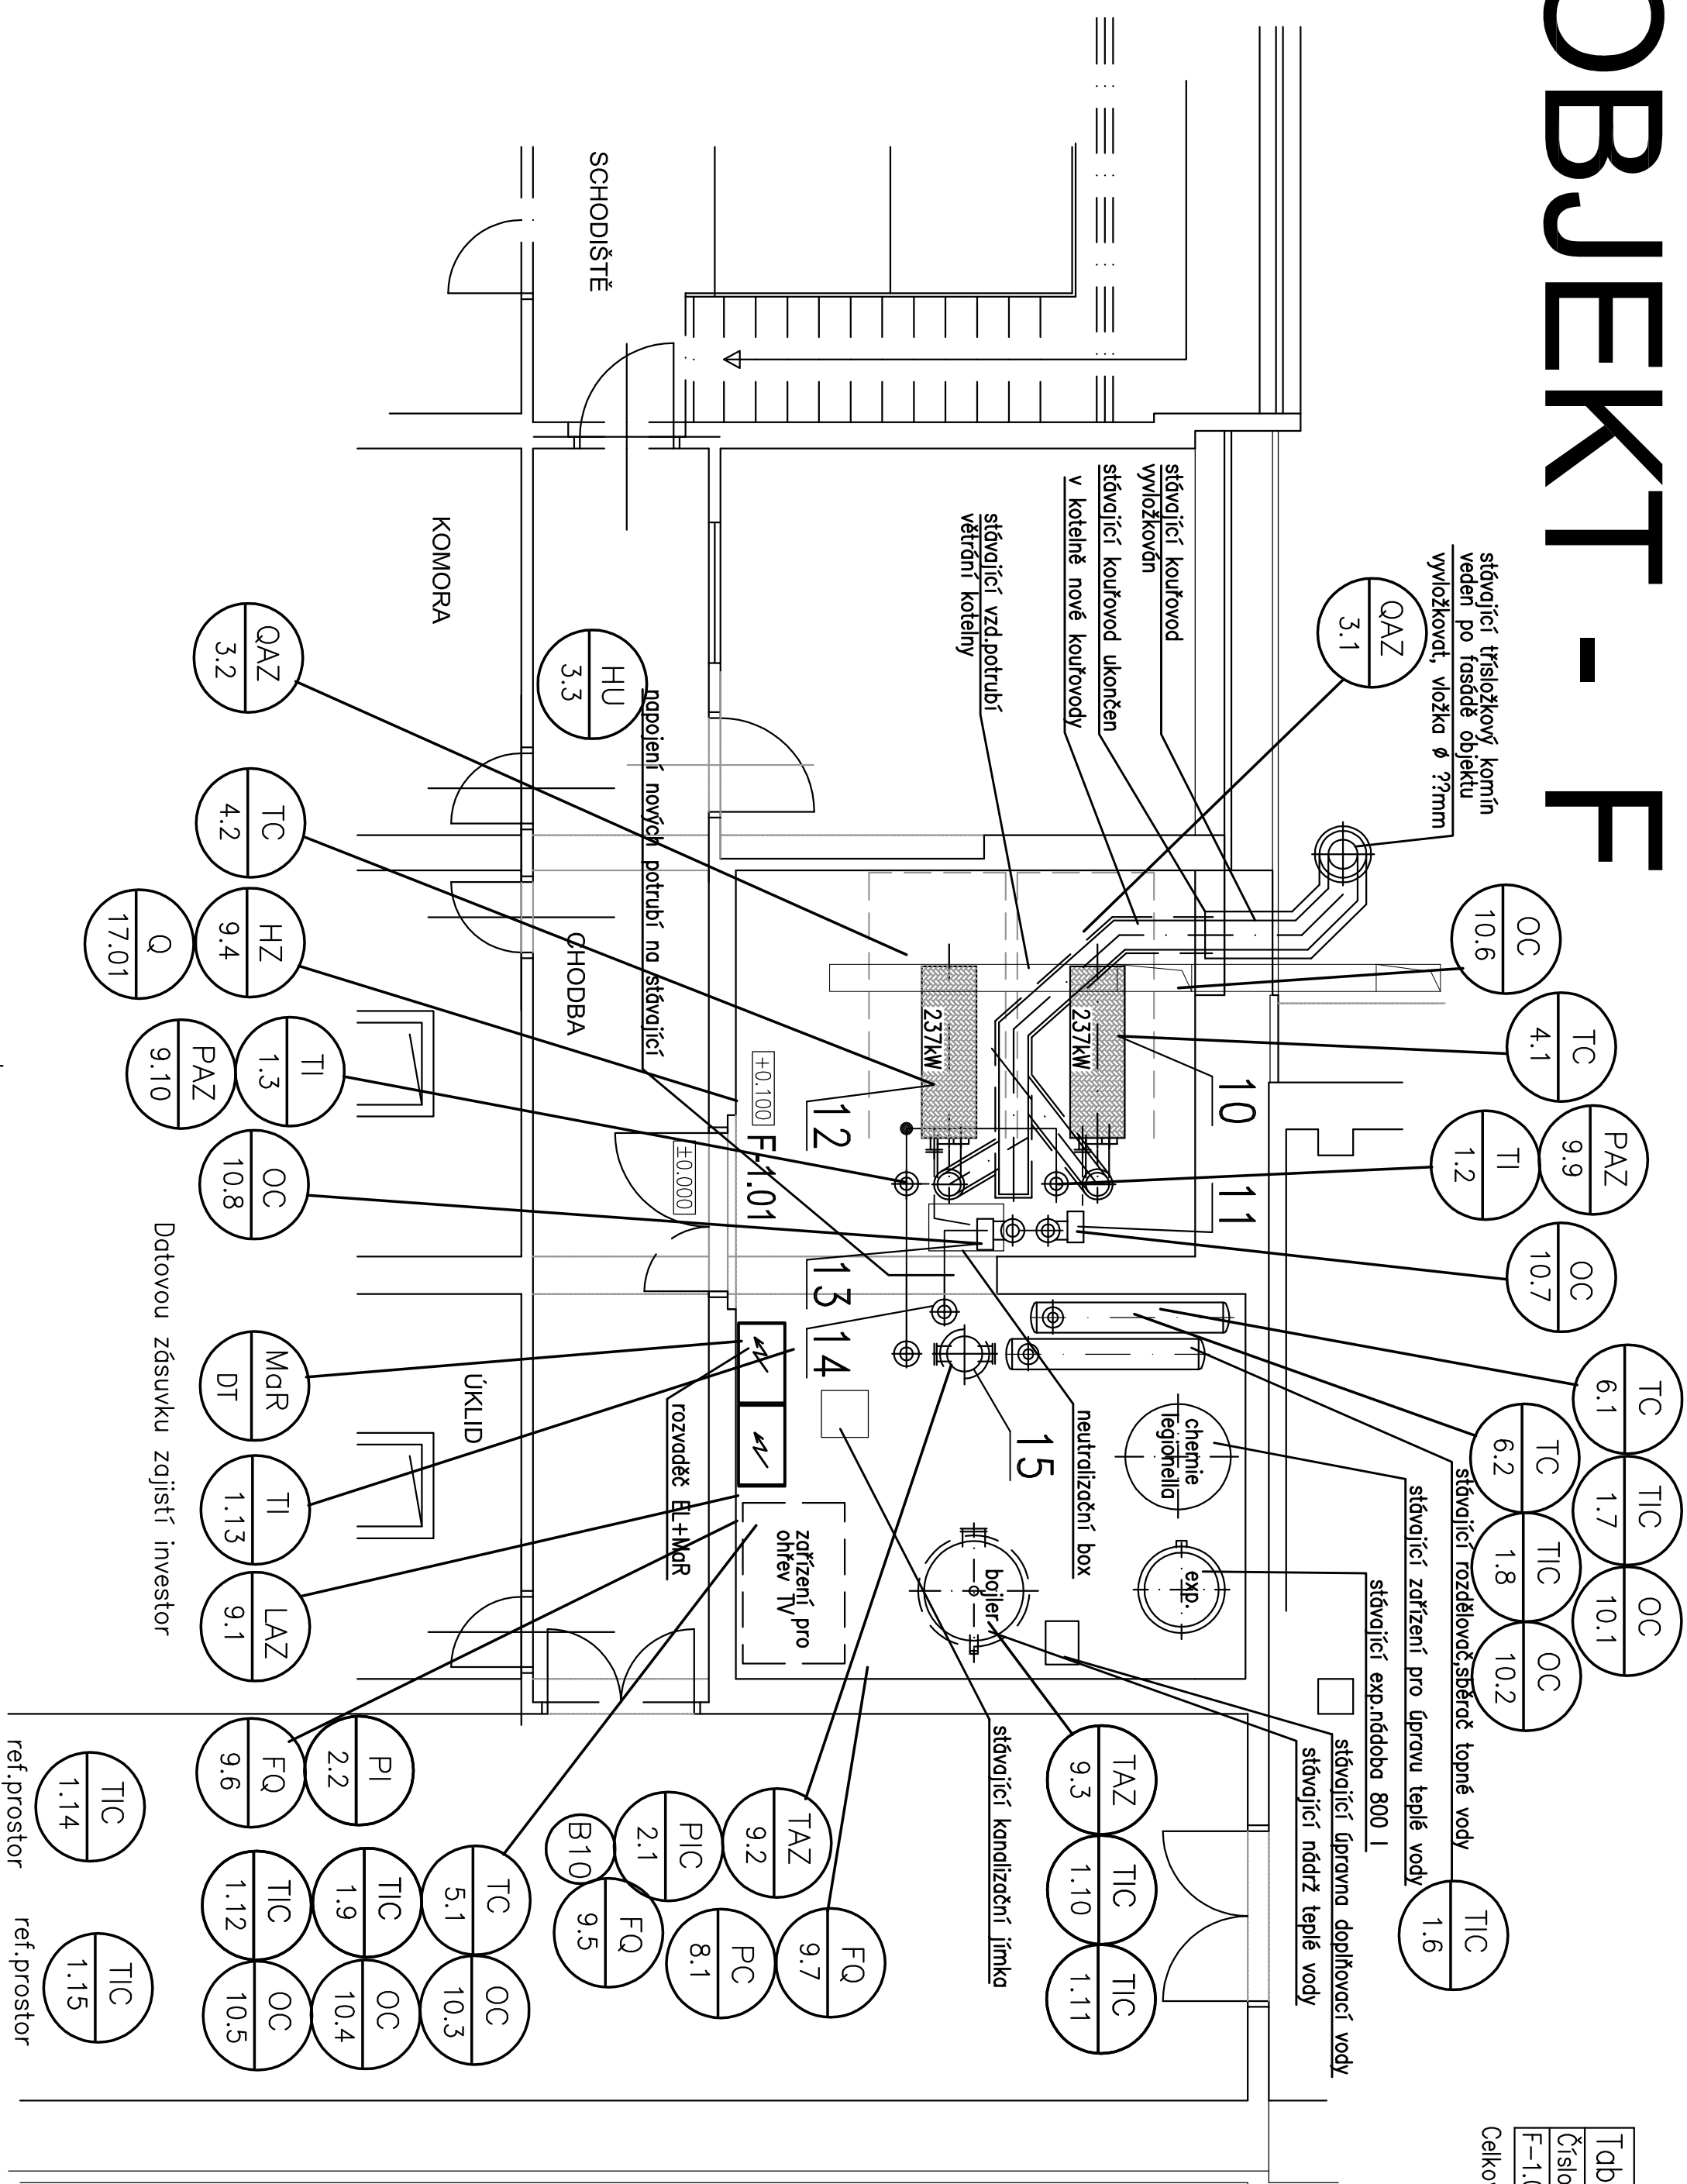 OBJEKT - F
stávající třísložkový komín
veden po fasádě objektu
vyvložkovat, vložka ø ??mm
QAZ
3.1
stávající kouřovod
vyvložkován
stávající kouřovod ukončen
v kotelně nové kouřovody
stávající vzd.potrubí
větrání kotelny
SCHODIŠTĚ
KOMORA
HU
3.3
QAZ
3.2
napojení nových potrubí na stávající
CHODBA
OC
10.6
TC
4.1
PAZ
9.9
TI
1.2
OC
10.7
237kW
237kW
10
11
12
13
14
15
+0.100
F-1.01
±0.000
TC
4.2
HZ
9.4
Q
17.01
TI
1.3
PAZ
9.10
OC
10.8
Datovou zásuvku zajistí investor
MaR
DT
ÚKLID
TI
1.13
LAZ
9.1
rozvaděč EL+MaR
zařízení pro
ohřev TV
neutralizační box
chemie
legionella
exp.
bojler
TC
6.1
TIC
1.7
OC
10.1
TC
6.2
TIC
1.8
OC
10.2
stávající rozdělovač,sběrač topné vody
stávající zařízení pro úpravu teplé vody
stávající exp.nádoba 800 l
stávající úpravna doplňovací vody
stávající nádrž teplé vody
stávající kanalizační jímka
TIC
1.6
TAZ
9.3
TIC
1.10
TIC
1.11
TAZ
9.2
PIC
2.1
B10
FQ
9.5
FQ
9.7
PC
8.1
PI
2.2
FQ
9.6
TC
5.1
OC
10.3
TIC
1.9
OC
10.4
TIC
1.12
OC
10.5
TIC
1.14
ref.prostor
TIC
1.15
ref.prostor
Tab
Číslo
F-1.0
Celko